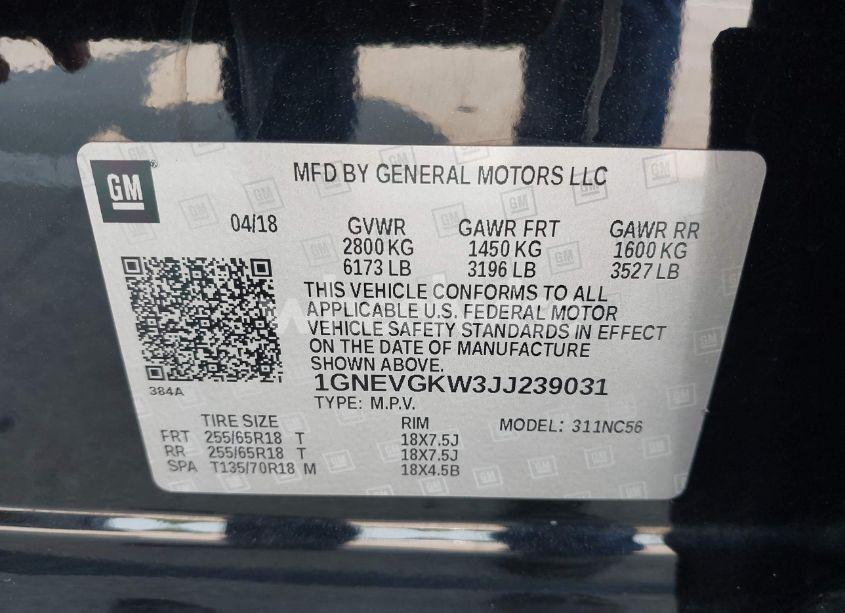 GM
MFD BY GENERAL MOTORS LLC
04/18
GVWR GAWR FRT GAWR RR
2800 KG 1450 KG 1600 KG
6173 LB 3196 LB 3527 LB
THIS VEHICLE CONFORMS TO ALL
APPLICABLE U.S. FEDERAL MOTOR
VEHICLE SAFETY STANDARDS IN EFFECT
ON THE DATE OF MANUFACTURE
SHOWN ABOVE.
384A
1GNEVGKW3JJ239031
TYPE: M.P.V.
TIRE SIZE RIM MODEL: 311NC56
FRT 255/65R18 T 18X7.5J
RR 255/65R18 T 18X7.5J
SPA T135/70R18 M 18X4.5B